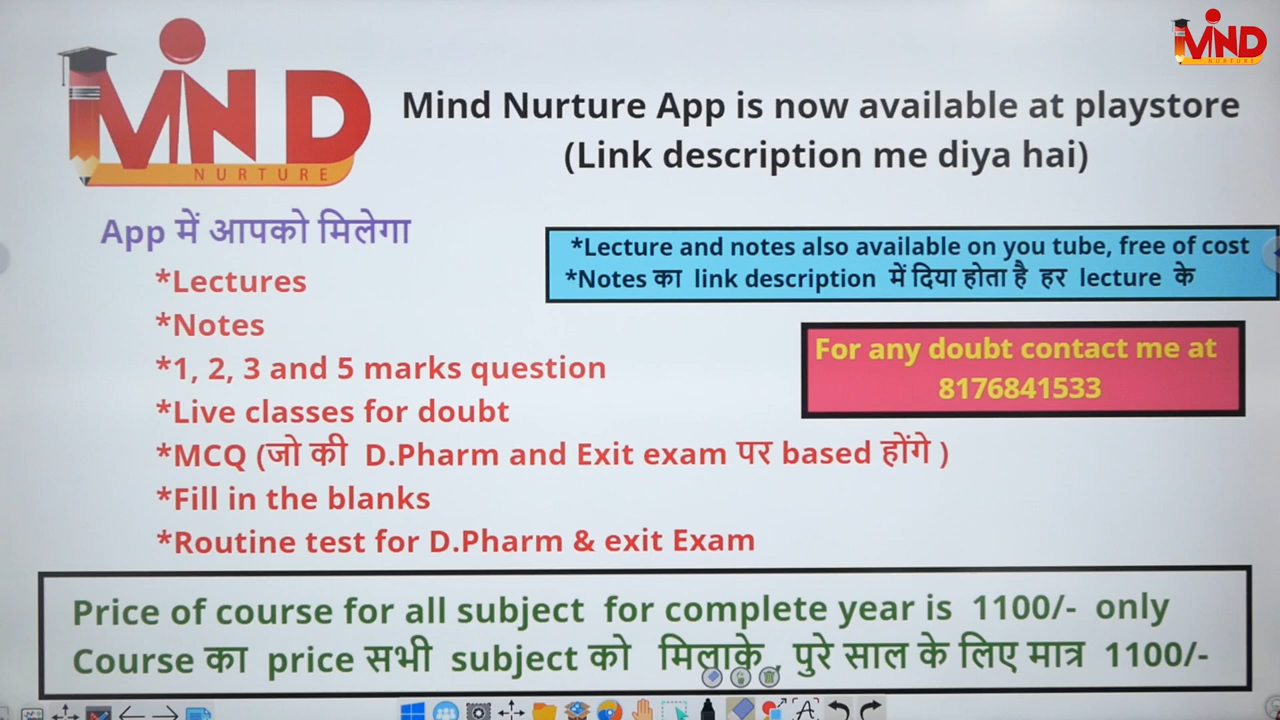 MIND
NURTURE
MIND
NURTURE
Mind Nurture App is now available at playstore
(Link description me diya hai)
App में आपको मिलेगा
*Lectures
*Notes
*1, 2, 3 and 5 marks question
*Live classes for doubt
*MCQ (जो की D.Pharm and Exit exam पर based होंगे )
*Fill in the blanks
*Routine test for D.Pharm & exit Exam
*Lecture and notes also available on you tube, free of cost
*Notes का link description में दिया होता है हर lecture के
For any doubt contact me at
8176841533
Price of course for all subject for complete year is 1100/- only
Course का price सभी subject को मिलाके , पुरे साल के लिए मात्र 1100/-